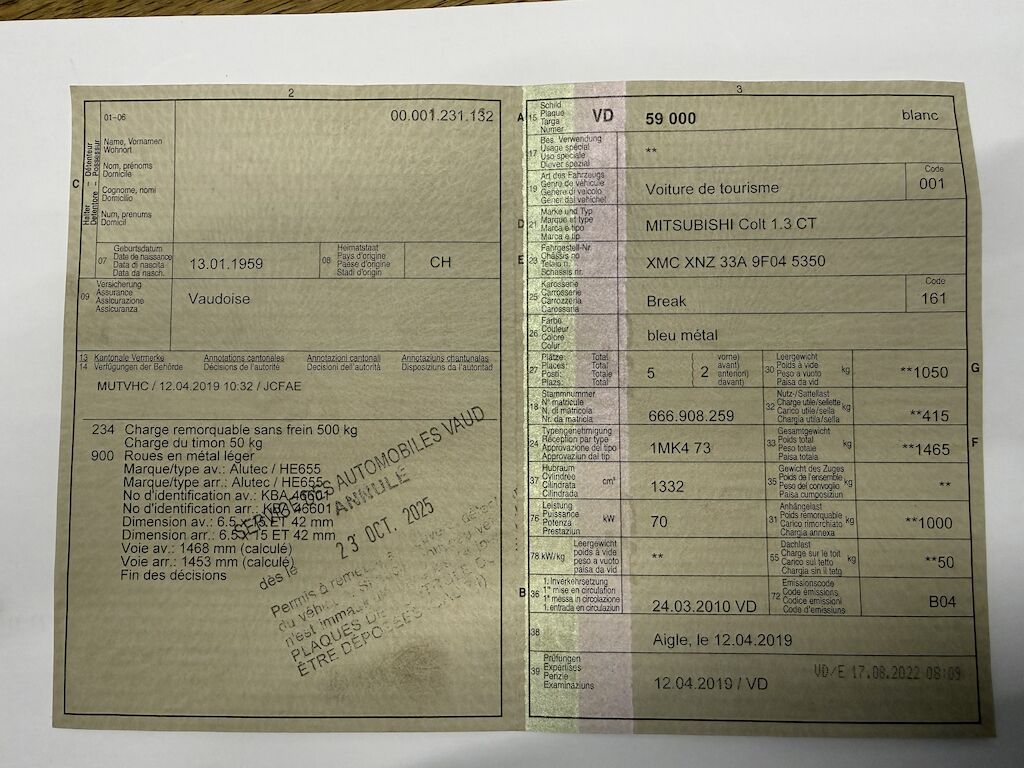 2
01–06
00.001.231.132
C
Halter – Détenteur
Detentore – Possessur
Name, Vornamen
Wohnort
Nom, prénoms
Domicile
Cognome, nomi
Domicilio
Num, prenums
Domicil
07
Geburtsdatum
Date de naissance
Data di nascita
Data da nasch.
13.01.1959
08
Heimatstaat
Pays d'origine
Paese d'origine
Stadi d'origin
CH
09
Versicherung
Assurance
Assicurazione
Assicuranza
Vaudoise
13 Kantonale Vermerke Annotations cantonales Annotazioni cantonali Annotaziuns chantunalas
14 Verfügungen der Behörde Décisions de l'autorité Decisioni dell'autorità Disposiziuns da l'autoritad
MUTVHC / 12.04.2019 10:32 / JCFAE
234 Charge remorquable sans frein 500 kg
Charge du timon 50 kg
900 Roues en métal léger
Marque/type av.: Alutec / HE655
Marque/type arr.: Alutec / HE655
No d'identification av.: KBA 46601
No d'identification arr.: KBA 46601
Dimension av.: 6.5 x 15 ET 42 mm
Dimension arr.: 6.5 x 15 ET 42 mm
Voie av.: 1468 mm (calculé)
Voie arr.: 1453 mm (calculé)
Fin des décisions
SERVICE DES AUTOMOBILES VAUD
ANNULÉ
dès le 23 OCT. 2025
Permis à remettre
du véhicule. Si
n'est immat
PLAQUES
ÊTRE DÉPOSÉES
3
A
15
Schild
Plaque
Targa
Numer
VD
59 000
blanc
17
Bes. Verwendung
Usage spécial
Uso speciale
Diever spezial
**
19
Art des Fahrzeugs
Genre de véhicule
Genere di veicolo
Gener dal vehichel
Voiture de tourisme
Code
001
D
21
Marke und Typ
Marque et type
Marca e tipo
Marca e tip
MITSUBISHI Colt 1.3 CT
E
23
Fahrgestell-Nr.
Châssis no
Telaio n.
Schassis nr.
XMC XNZ 33A 9F04 5350
25
Karosserie
Carrosserie
Carrozzeria
Carossaria
Break
Code
161
26
Farbe
Couleur
Colore
Colur
bleu métal
27
Plätze: Total
Places: Total
Posti: Totale
Plazs: Total
5
( 2
vorne)
avant)
anteriori)
davant)
30
Leergewicht
Poids à vide
Peso a vuoto
Paisa da vid
kg
**1050
G
18
Stammnummer
N° matricule
N. di matricola
Nr. da matricla
666.908.259
32
Nutz-/Sattellast
Charge utile/sellette
Carico utile/sella
Chargia utila/sella
kg
**415
24
Typengenehmigung
Réception par type
Approvazione del tipo
Approvaziun dal tip
1MK4 73
33
Gesamtgewicht
Poids total
Peso totale
Paisa totala
kg
**1465
F
37
Hubraum
Cylindrée
Cilindrata
Cilindrada
cm³
1332
35
Gewicht des Zuges
Poids de l'ensemble
Peso del convoglio
Paisa cumposiziun
kg
**
76
Leistung
Puissance
Potenza
Prestaziun
kW
70
31
Anhängelast
Poids remorquable
Carico rimorchiato
Chargia annexa
kg
**1000
78 kW/kg
Leergewicht
poids à vide
peso a vuoto
paisa da vid
**
55
Dachlast
Charge sur le toit
Carico sul tetto
Chargia sin il tetg
kg
**50
B
36
1. Inverkehrsetzung
1re mise en circulation
1a messa in circolazione
1. entrada en circulaziun
24.03.2010 VD
72
Emissionscode
Code émissions
Codice emissioni
Code d'emissiuns
B04
38
Aigle, le 12.04.2019
39
Prüfungen
Expertises
Perizie
Examinaziuns
12.04.2019 / VD
VD/E 17.08.2022 08:09